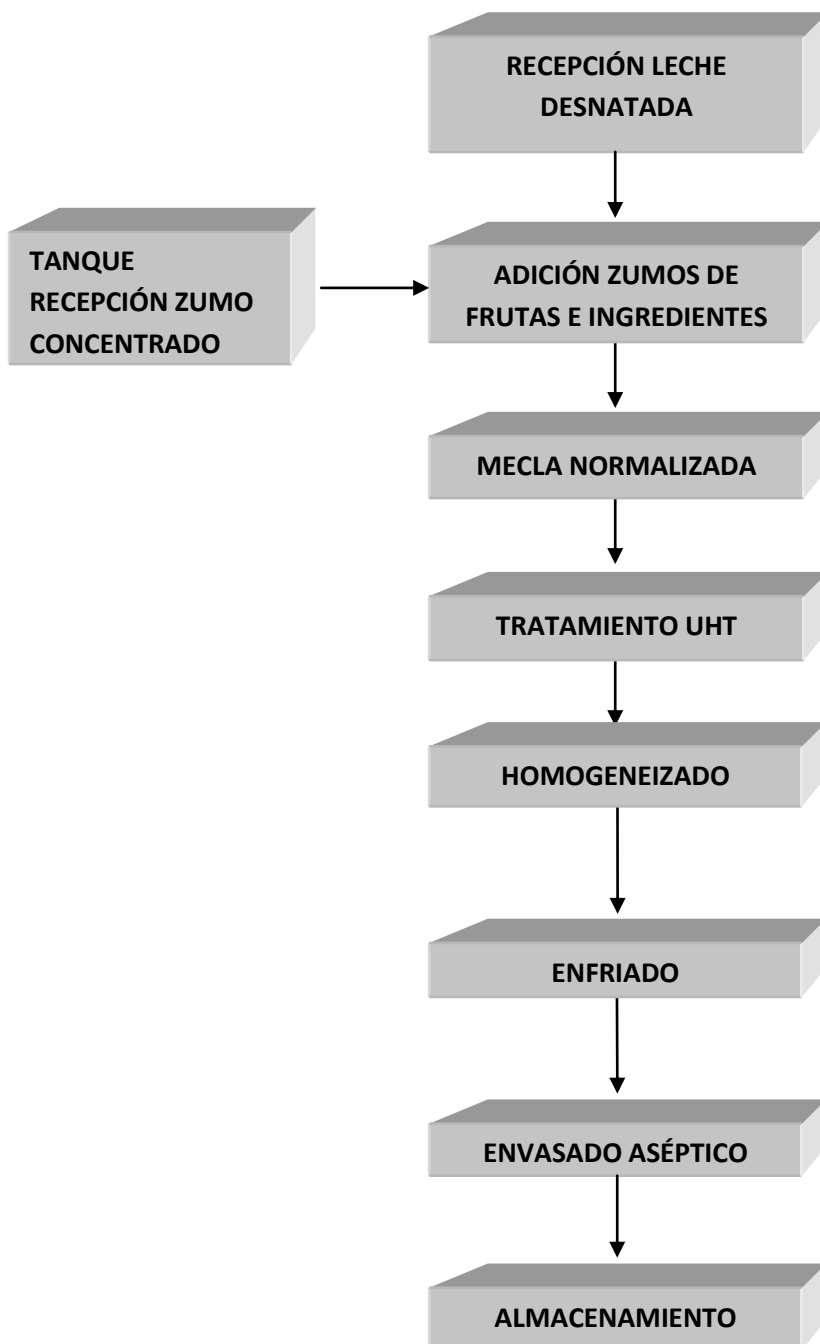 RECEPCIÓN LECHE
DESNATADA
TANQUE
RECEPCIÓN ZUMO
CONCENTRADO
ADICIÓN ZUMOS DE
FRUTAS E INGREDIENTES
MECLA NORMALIZADA
TRATAMIENTO UHT
HOMOGENEIZADO
ENFRIADO
ENVASADO ASÉPTICO
ALMACENAMIENTO